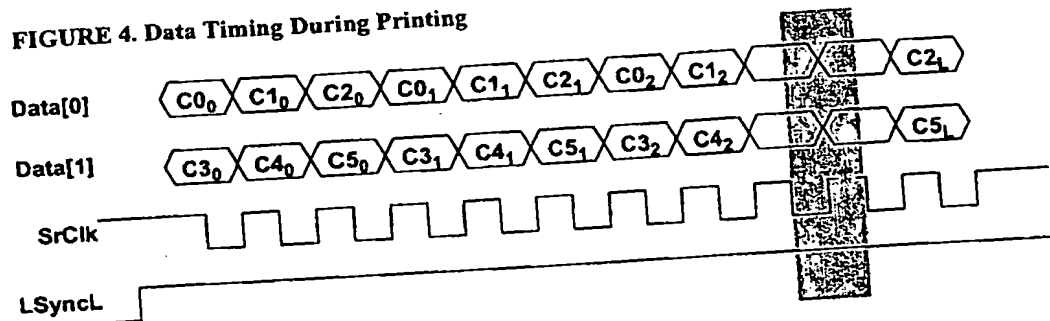 FIGURE 4. Data Timing During Printing
Data[0] C0₀ C1₀ C2₀ C0₁ C1₁ C2₁ C0₂ C1₂ C2L
Data[1] C3₀ C4₀ C5₀ C3₁ C4₁ C5₁ C3₂ C4₂ C5L
SrClk
LSyncL